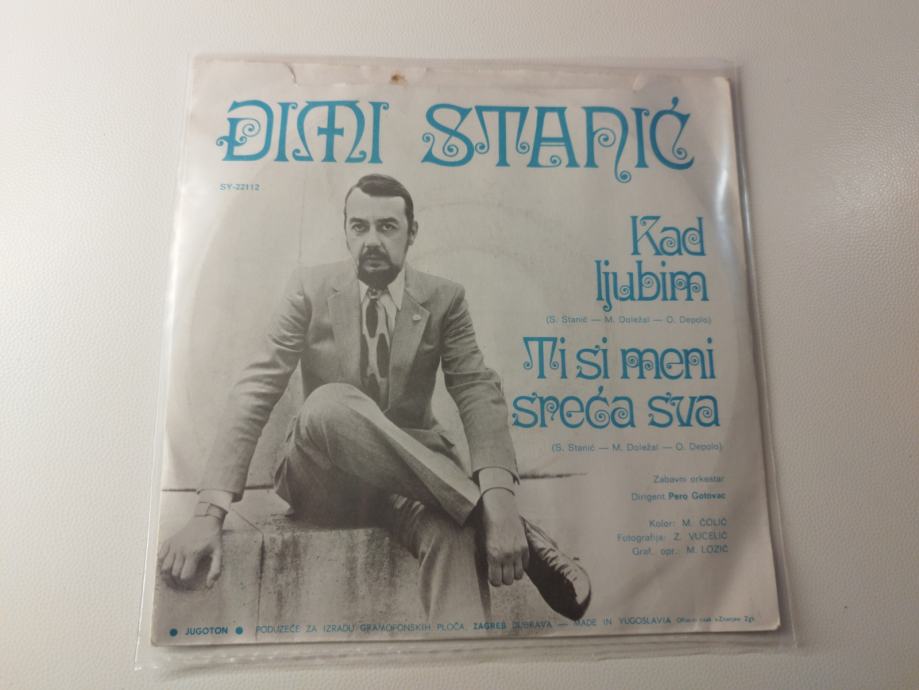 DIMI STANIĆ
SY-22112
Kad
ljubim
(S. Stanić — M. Doležal — O. Depolo)
Ti si meni
sreća sva
(S. Stanić — M. Doležal — O. Depolo)
Zabavni orkestar
Dirigent Pero Gotovac
Kolor: M. ČOLIĆ
Fotografija: Z. VUCELIĆ
Graf. opr. M. LOZIĆ
● JUGOTON ● PODUZEĆE ZA IZRADU GRAMOFONSKIH PLOČA, ZAGREB DUBRAVA — MADE IN YUGOSLAVIA